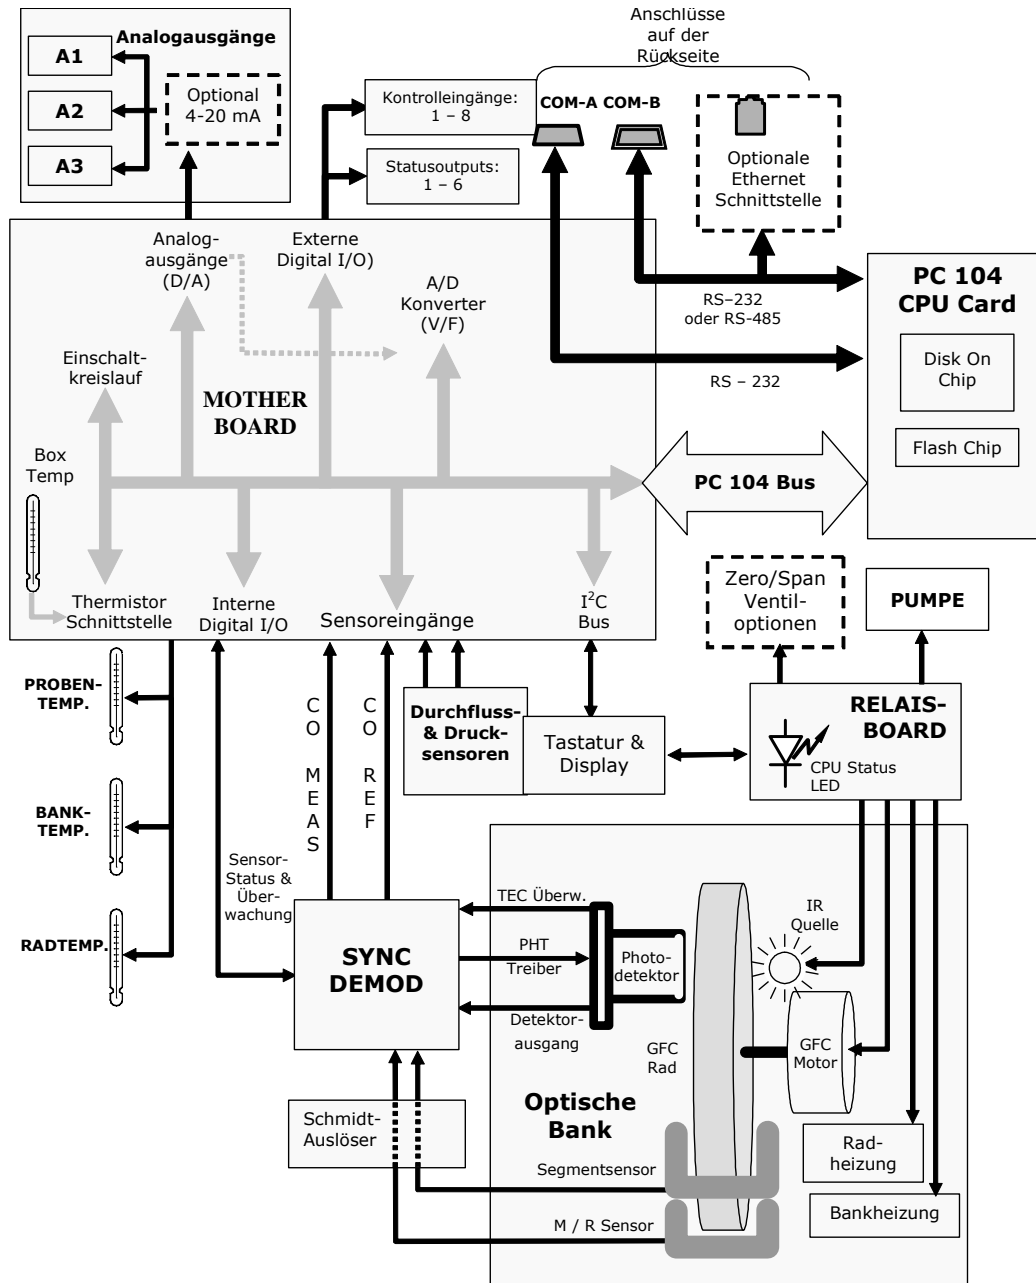 Analogausgänge
A1
A2
A3
Optional
4-20 mA
Kontrolleingänge:
1 – 8
Statusoutputs:
1 – 6
Anschlüsse
auf der
Rückseite
COM-A COM-B
Optionale
Ethernet
Schnittstelle
Analog-
ausgänge
(D/A)
Externe
Digital I/O)
A/D
Konverter
(V/F)
Einschalt-
kreislauf
MOTHER
BOARD
Box
Temp
Thermistor
Schnittstelle
Interne
Digital I/O
Sensoreingänge
I²C
Bus
RS–232
oder RS-485
RS – 232
PC 104
CPU Card
Disk On
Chip
Flash Chip
PC 104 Bus
Zero/Span
Ventil-
optionen
PUMPE
RELAIS-
BOARD
CPU Status
LED
PROBEN-
TEMP.
BANK-
TEMP.
RADTEMP.
CO MEAS
CO REF
Durchfluss-
& Druck-
sensoren
Tastatur &
Display
Sensor-
Status &
Über-
wachung
SYNC
DEMOD
TEC Überw.
PHT
Treiber
Detektor-
ausgang
Photo-
detektor
IR
Quelle
GFC
Rad
GFC
Motor
Optische
Bank
Schmidt-
Auslöser
Segmentsensor
M / R Sensor
Rad-
heizung
Bankheizung